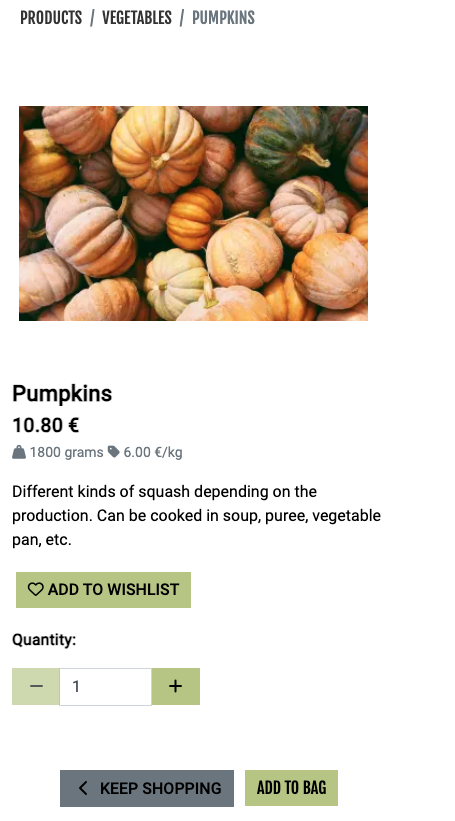 PRODUCTS / VEGETABLES / PUMPKINS
Pumpkins
10.80 €
1800 grams 6.00 €/kg
Different kinds of squash depending on the
production. Can be cooked in soup, puree, vegetable
pan, etc.
ADD TO WISHLIST
Quantity:
− 1 +
KEEP SHOPPING ADD TO BAG